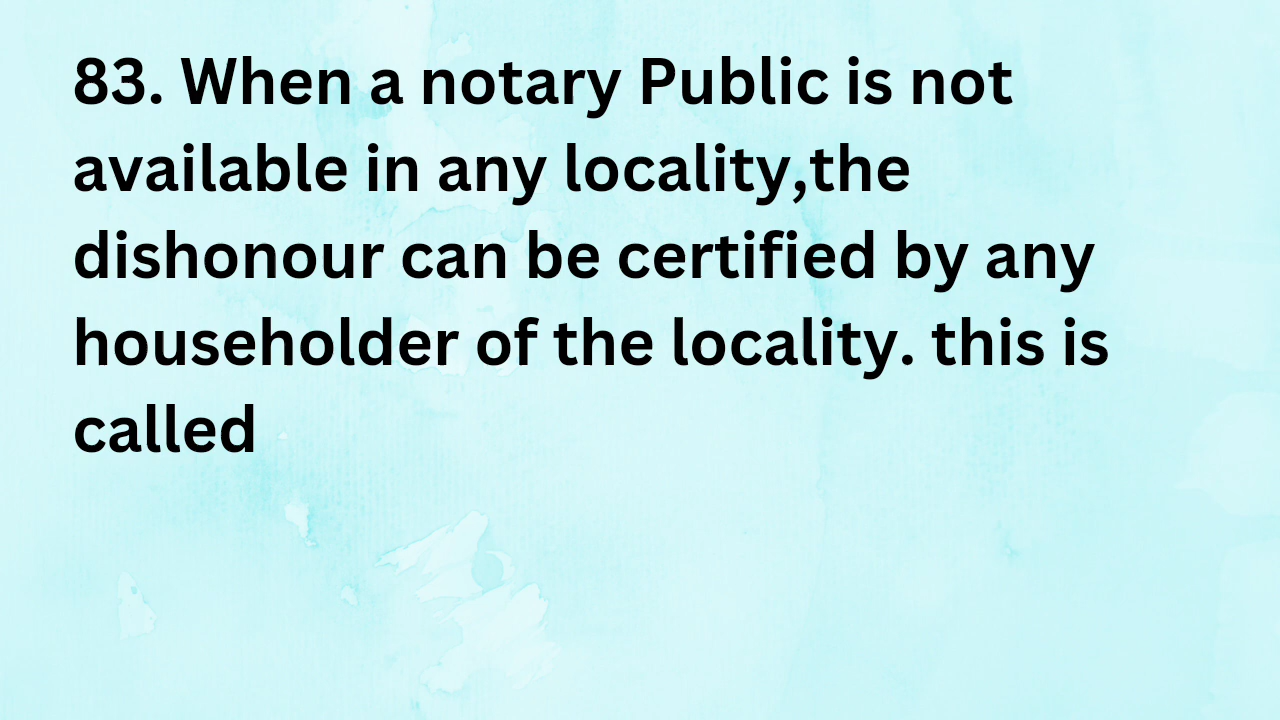 83. When a notary Public is not
available in any locality,the
dishonour can be certified by any
householder of the locality. this is
called